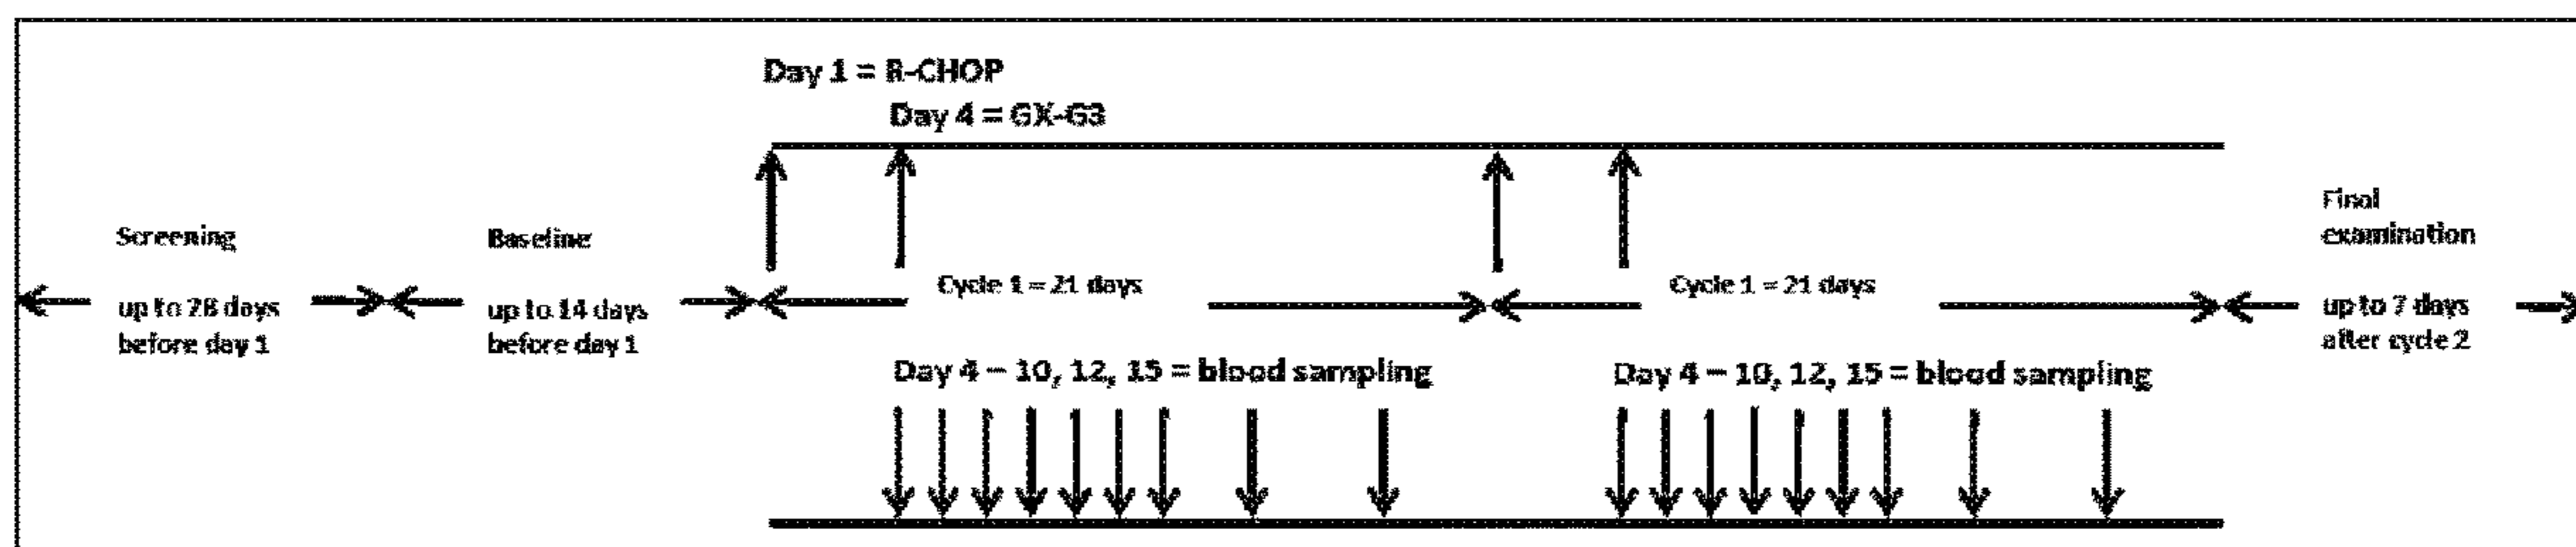 Day 1 = R-CHOP
Day 4 = GX-G3
Screening
up to 28 days
before day 1
Baseline
up to 14 days
before day 1
Cycle 1 = 21 days
Cycle 1 = 21 days
Final
examination
up to 7 days
after cycle 2
Day 4 – 10, 12, 15 = blood sampling
Day 4 – 10, 12, 15 = blood sampling